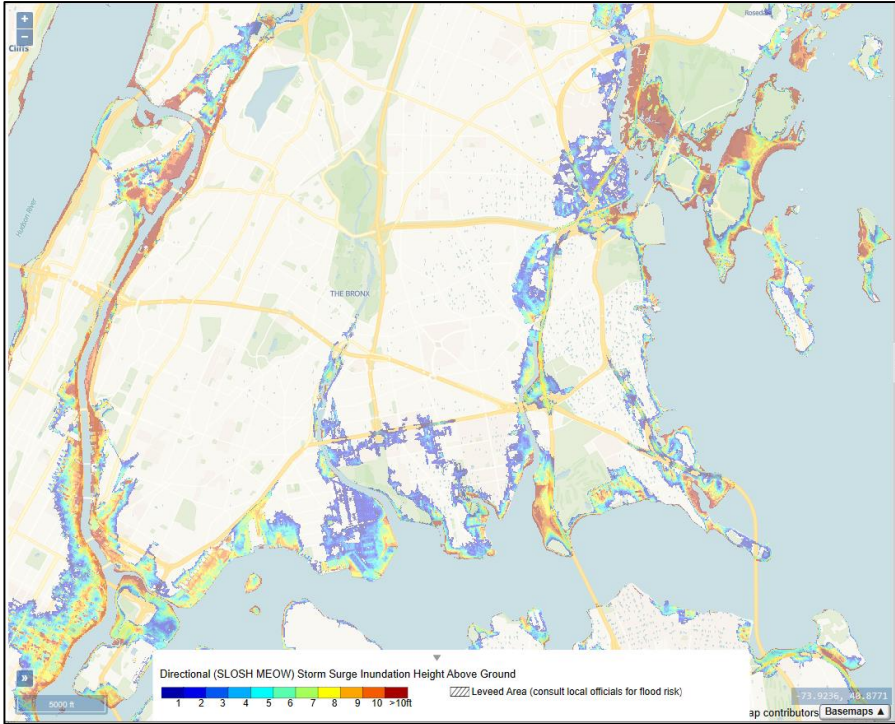 +
−
Cliffs
Rosed
Hudson River
THE BRONX
Directional (SLOSH MEOW) Storm Surge Inundation Height Above Ground
1 2 3 4 5 6 7 8 9 10 >10ft
Leveed Area (consult local officials for flood risk)
»
5000 ft
-73.9236, 40.8771
ap contributors
Basemaps ▲